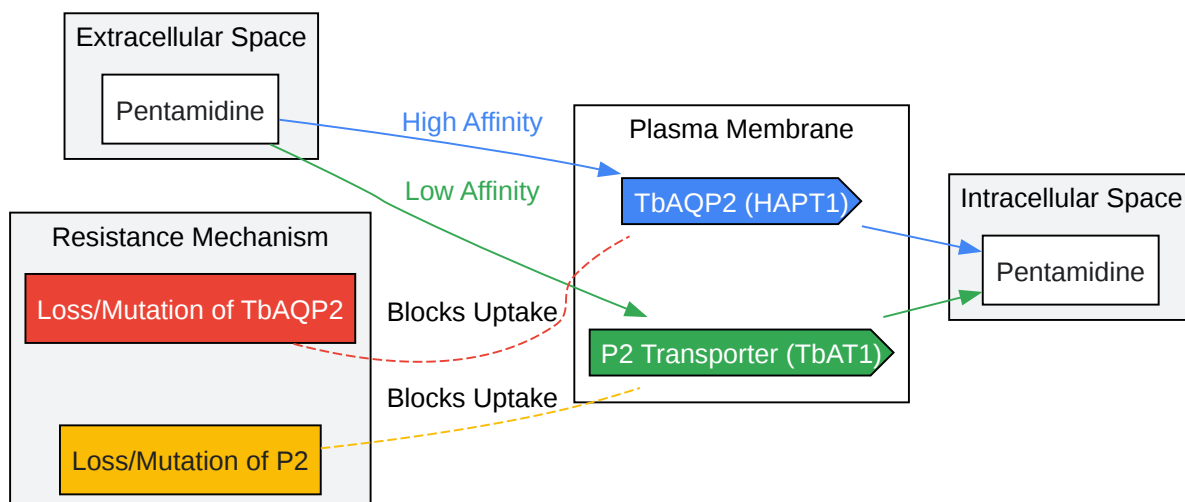 Extracellular Space
Pentamidine
High Affinity
Low Affinity
Plasma Membrane
TbAQP2 (HAPT1)
P2 Transporter (TbAT1)
Intracellular Space
Pentamidine
Resistance Mechanism
Loss/Mutation of TbAQP2
Blocks Uptake
Blocks Uptake
Loss/Mutation of P2